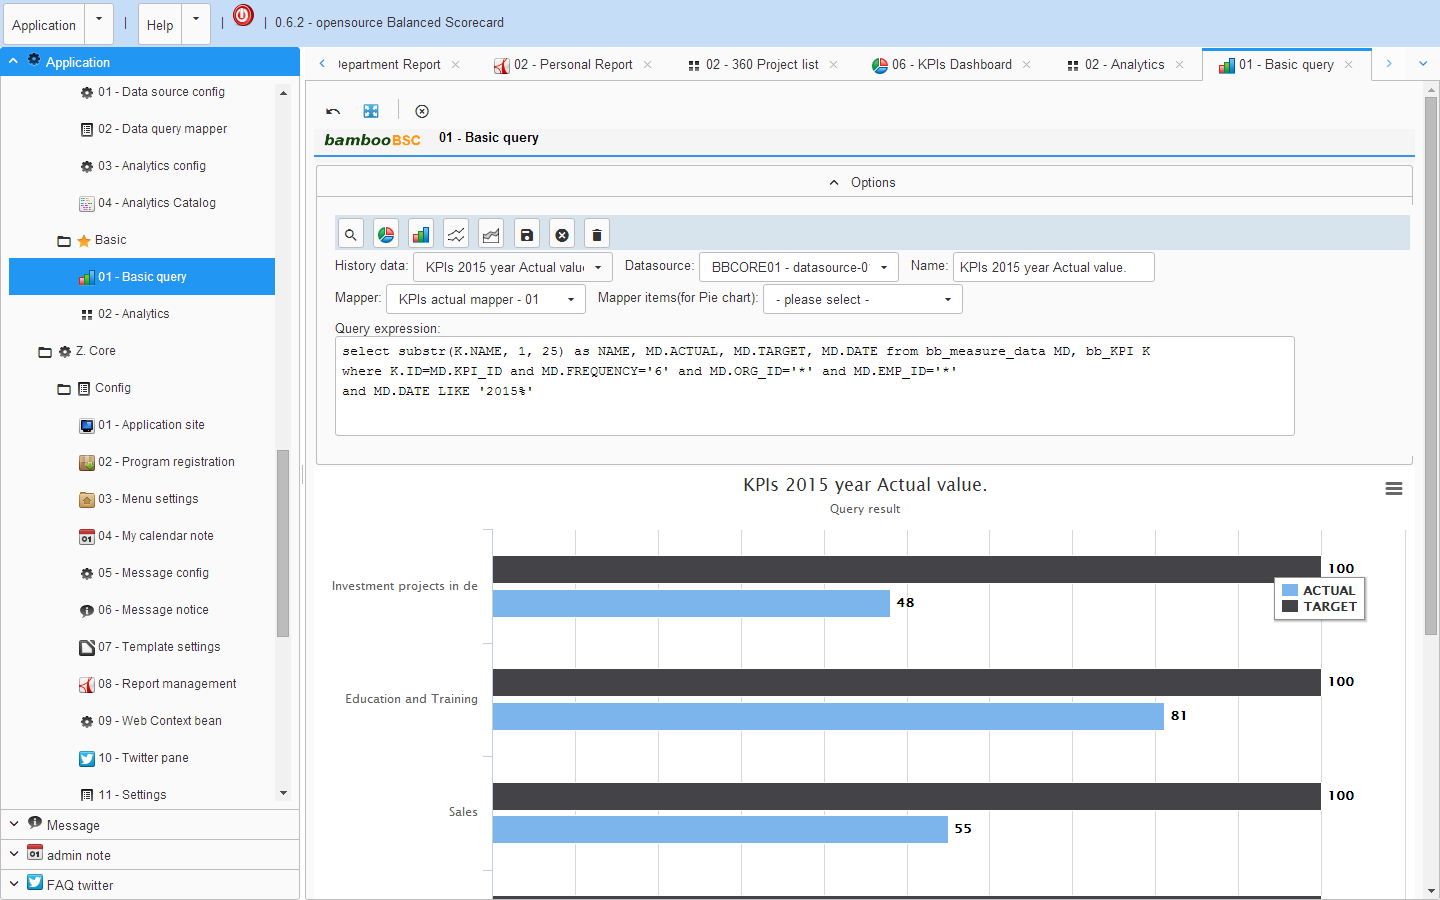 Application
Help
0.6.2 - opensource Balanced Scorecard
Application
01 - Data source config
02 - Data query mapper
03 - Analytics config
04 - Analytics Catalog
Basic
01 - Basic query
02 - Analytics
Z. Core
Config
01 - Application site
02 - Program registration
03 - Menu settings
01
04 - My calendar note
05 - Message config
06 - Message notice
07 - Template settings
08 - Report management
09 - Web Context bean
10 - Twitter pane
11 - Settings
Message
01
admin note
FAQ twitter
epartment Report
02 - Personal Report
02 - 360 Project list
06 - KPIs Dashboard
02 - Analytics
01 - Basic query
bambooBSC
01 - Basic query
Options
History data: KPIs 2015 year Actual valu
Datasource: BBCORE01 - datasource-0
Name: KPIs 2015 year Actual value.
Mapper: KPIs actual mapper - 01
Mapper items(for Pie chart): - please select -
Query expression:
select substr(K.NAME, 1, 25) as NAME, MD.ACTUAL, MD.TARGET, MD.DATE from bb_measure_data MD, bb_KPI K
where K.ID=MD.KPI_ID and MD.FREQUENCY='6' and MD.ORG_ID='*' and MD.EMP_ID='*'
and MD.DATE LIKE '2015%'
KPIs 2015 year Actual value.
Query result
100
Investment projects in de
48
ACTUAL
TARGET
100
Education and Training
81
100
Sales
55